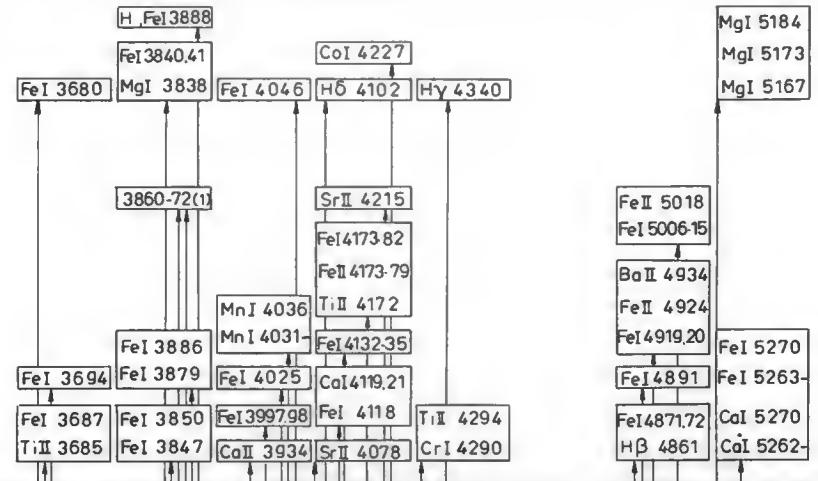 H ,FeI 3888
FeI 3840,41
MgI 3838
FeI 3680
FeI 4046
CoI 4227
Hδ 4102
Hγ 4340
MgI 5184
MgI 5173
MgI 5167
3860-72(1)
SrII 4215
FeI 4173-82
FeII 4173-79
TiII 4172
FeII 5018
FeI 5006-15
MnI 4036
MnI 4031-
BaII 4934
FeII 4924
FeI 4919,20
FeI 3886
FeI 3879
FeI 4132-35
FeI 5270
FeI 5263-
CaI 5270
CaI 5262-
FeI 3694
FeI 4025
CaI 4119,21
FeI 4118
FeI 4891
FeI 3687
TiII 3685
FeI 3850
FeI 3847
FeI 3997,98
CaII 3934
SrII 4078
TiII 4294
CrI 4290
FeI 4871,72
Hβ 4861